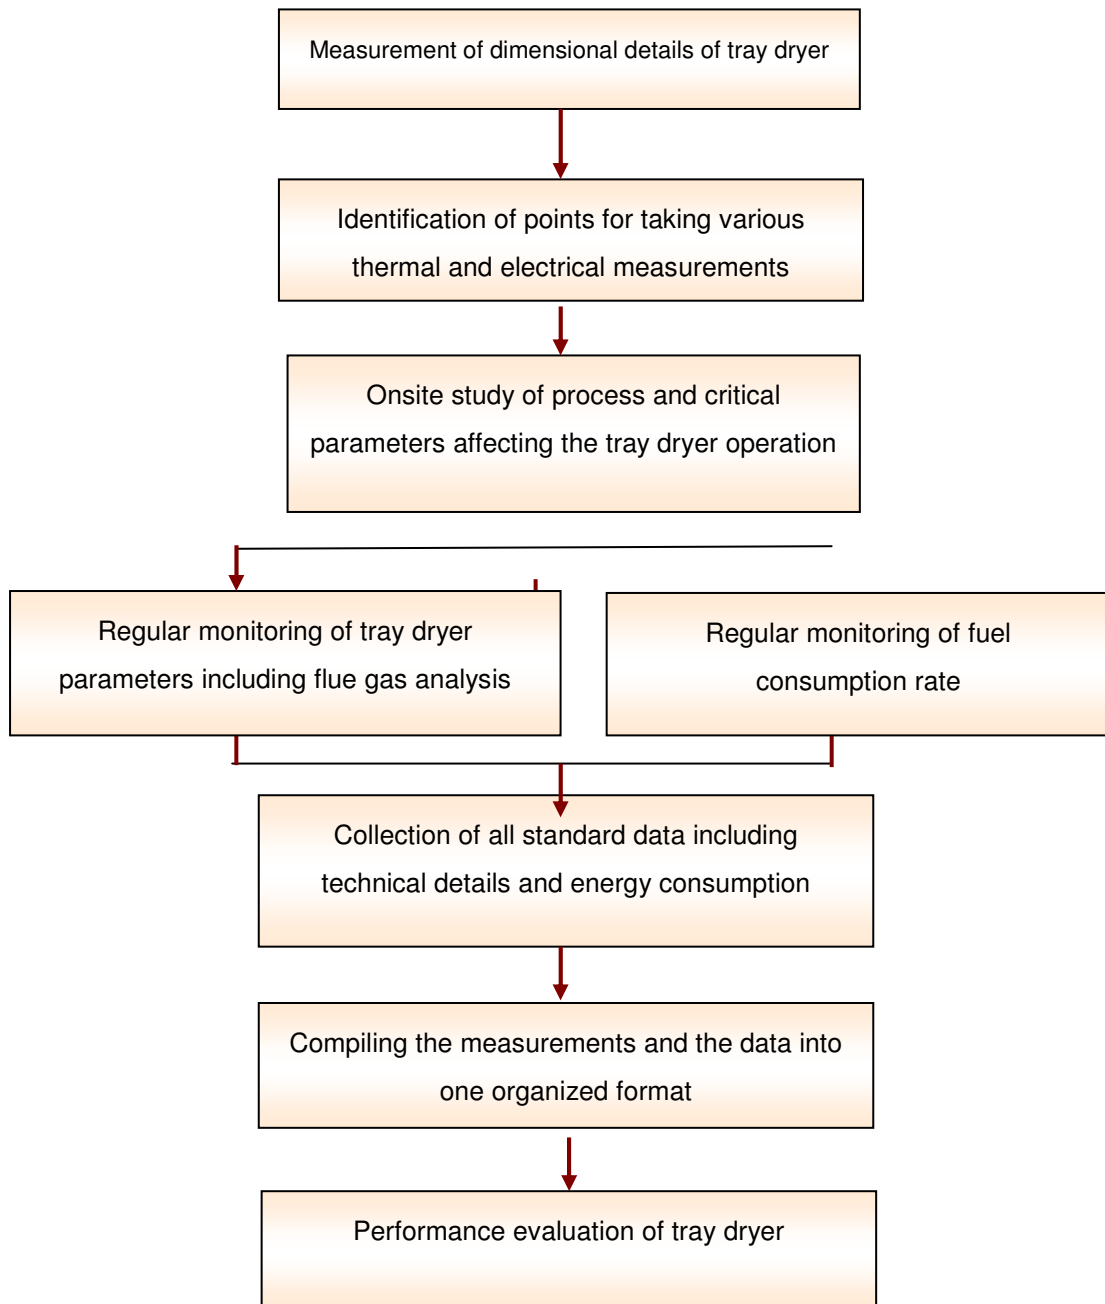 Measurement of dimensional details of tray dryer
Identification of points for taking various
thermal and electrical measurements
Onsite study of process and critical
parameters affecting the tray dryer operation
Regular monitoring of tray dryer
parameters including flue gas analysis
Regular monitoring of fuel
consumption rate
Collection of all standard data including
technical details and energy consumption
Compiling the measurements and the data into
one organized format
Performance evaluation of tray dryer